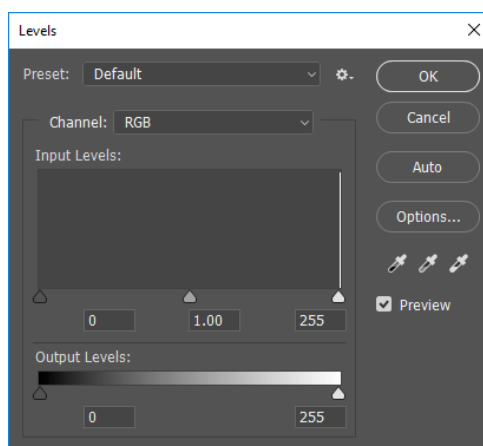 Levels
Preset: Default
OK
Channel: RGB
Cancel
Input Levels:
Auto
Options...
Preview
0 1.00 255
Output Levels:
0 255